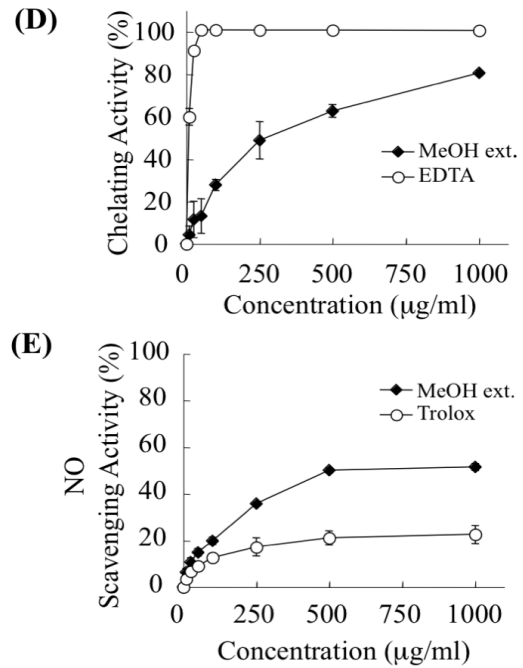 (D)
Chelating Activity (%)
100
80
60
40
20
0
MeOH ext.
EDTA
0 250 500 750 1000
Concentration (μg/ml)
(E)
NO
Scavenging Activity (%)
100
80
60
40
20
0
MeOH ext.
Trolox
0 250 500 750 1000
Concentration (μg/ml)